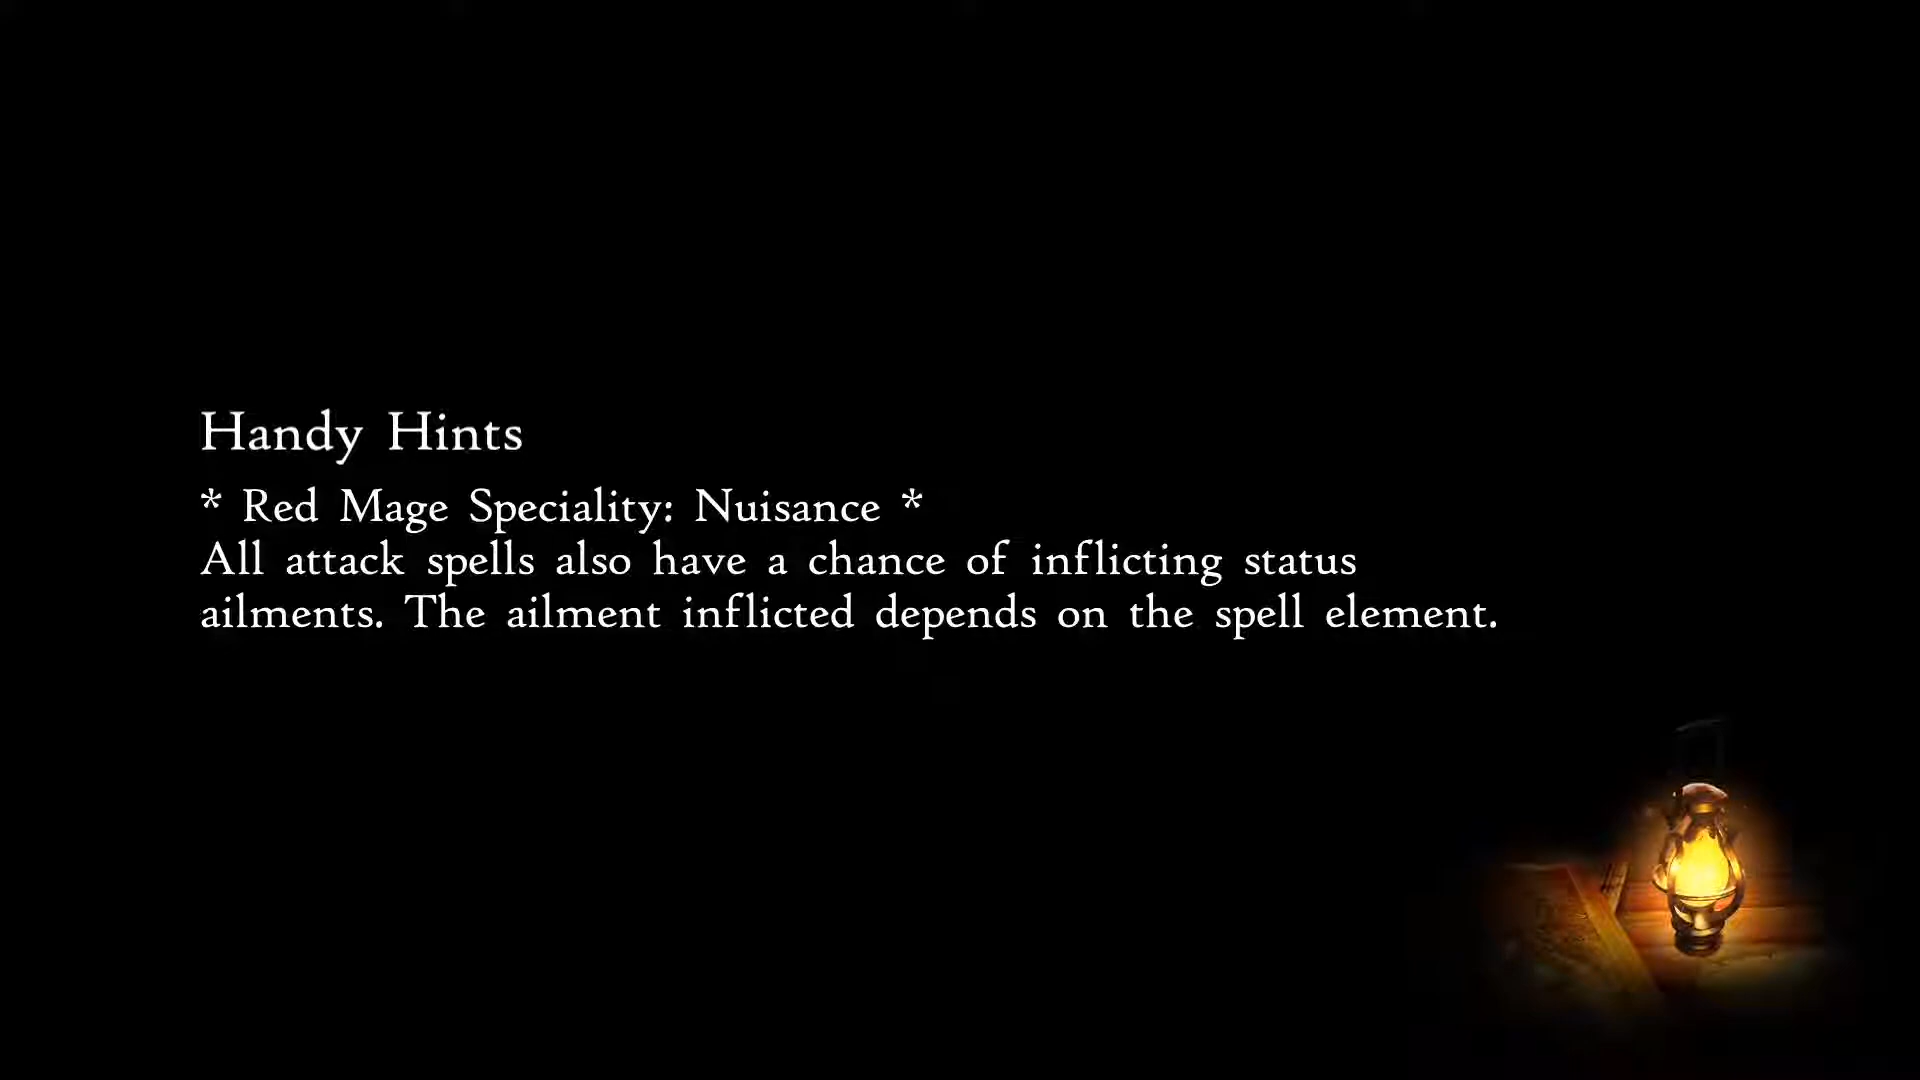 Handy Hints
* Red Mage Speciality: Nuisance *
All attack spells also have a chance of inflicting status
ailments. The ailment inflicted depends on the spell element.